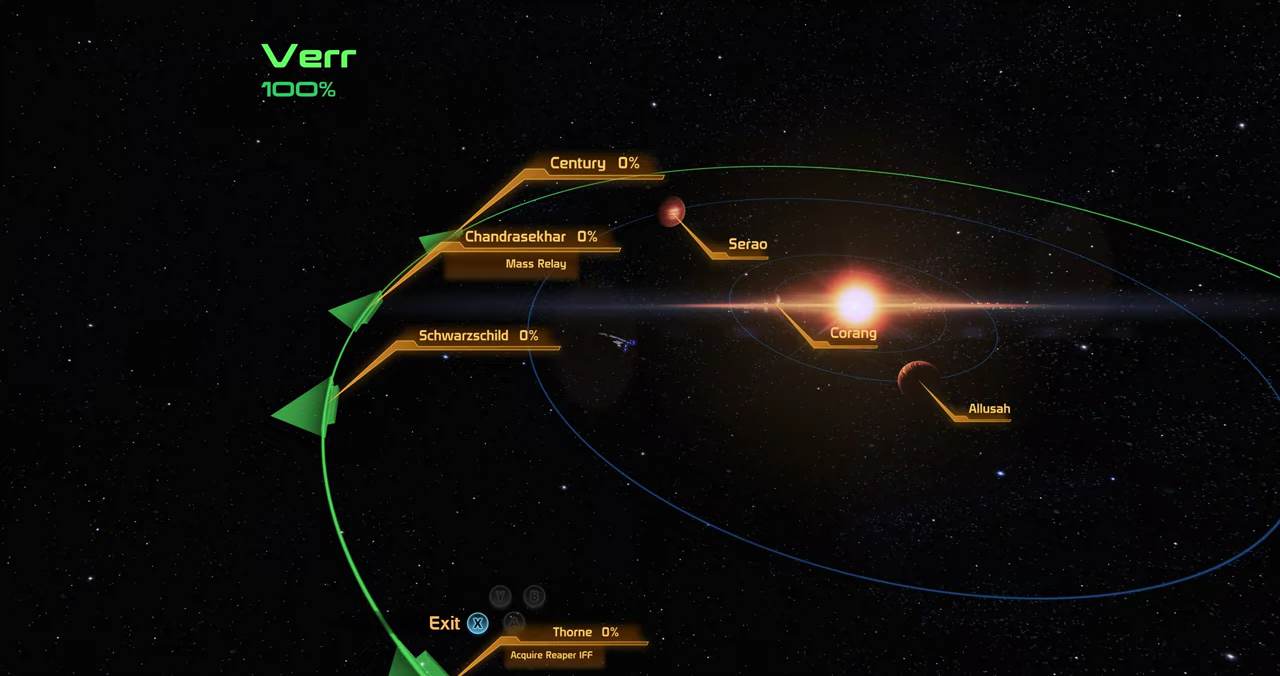 Verr
100%
Century 0%
Chandrasekhar 0%
Mass Relay
Serao
Schwarzschild 0%
Corang
Allusah
Y B
Exit X A
Thorne 0%
Acquire Reaper IFF